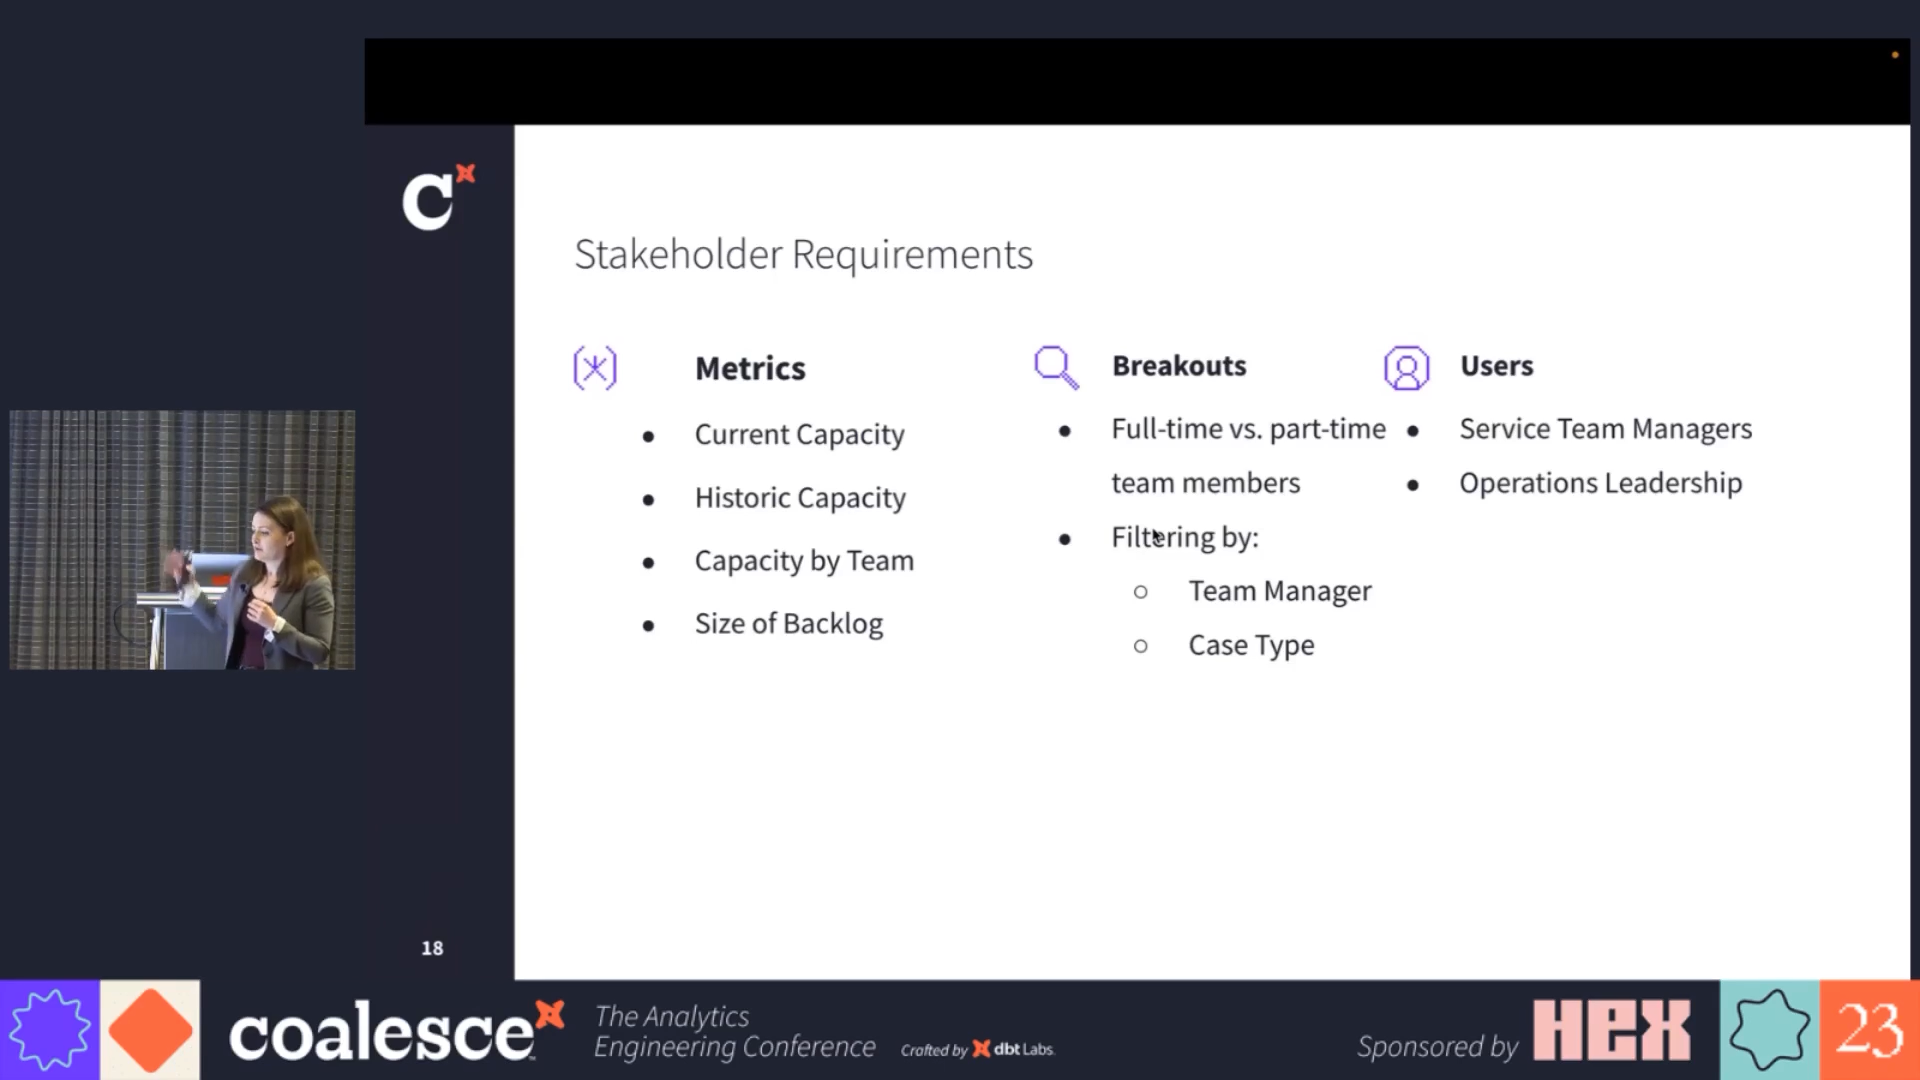 C
Stakeholder Requirements
Metrics
Current Capacity
Historic Capacity
Capacity by Team
Size of Backlog
Breakouts
Full-time vs. part-time
team members
Filtering by:
Team Manager
Case Type
Users
Service Team Managers
Operations Leadership
18
coalesce
The Analytics
Engineering Conference
Crafted by dbt Labs
Sponsored by
HEX
23